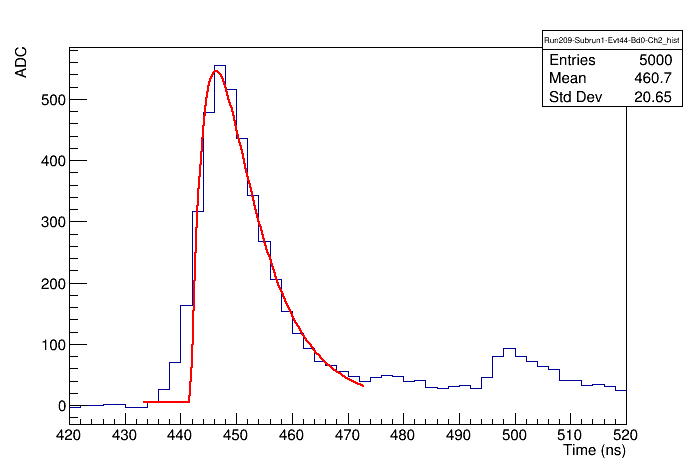 Run209-Subrun1-Evt44-Bd0-Ch2_hist
Entries 5000
Mean 460.7
Std Dev 20.65
ADC
500
400
300
200
100
0
420 430 440 450 460 470 480 490 500 510 520
Time (ns)